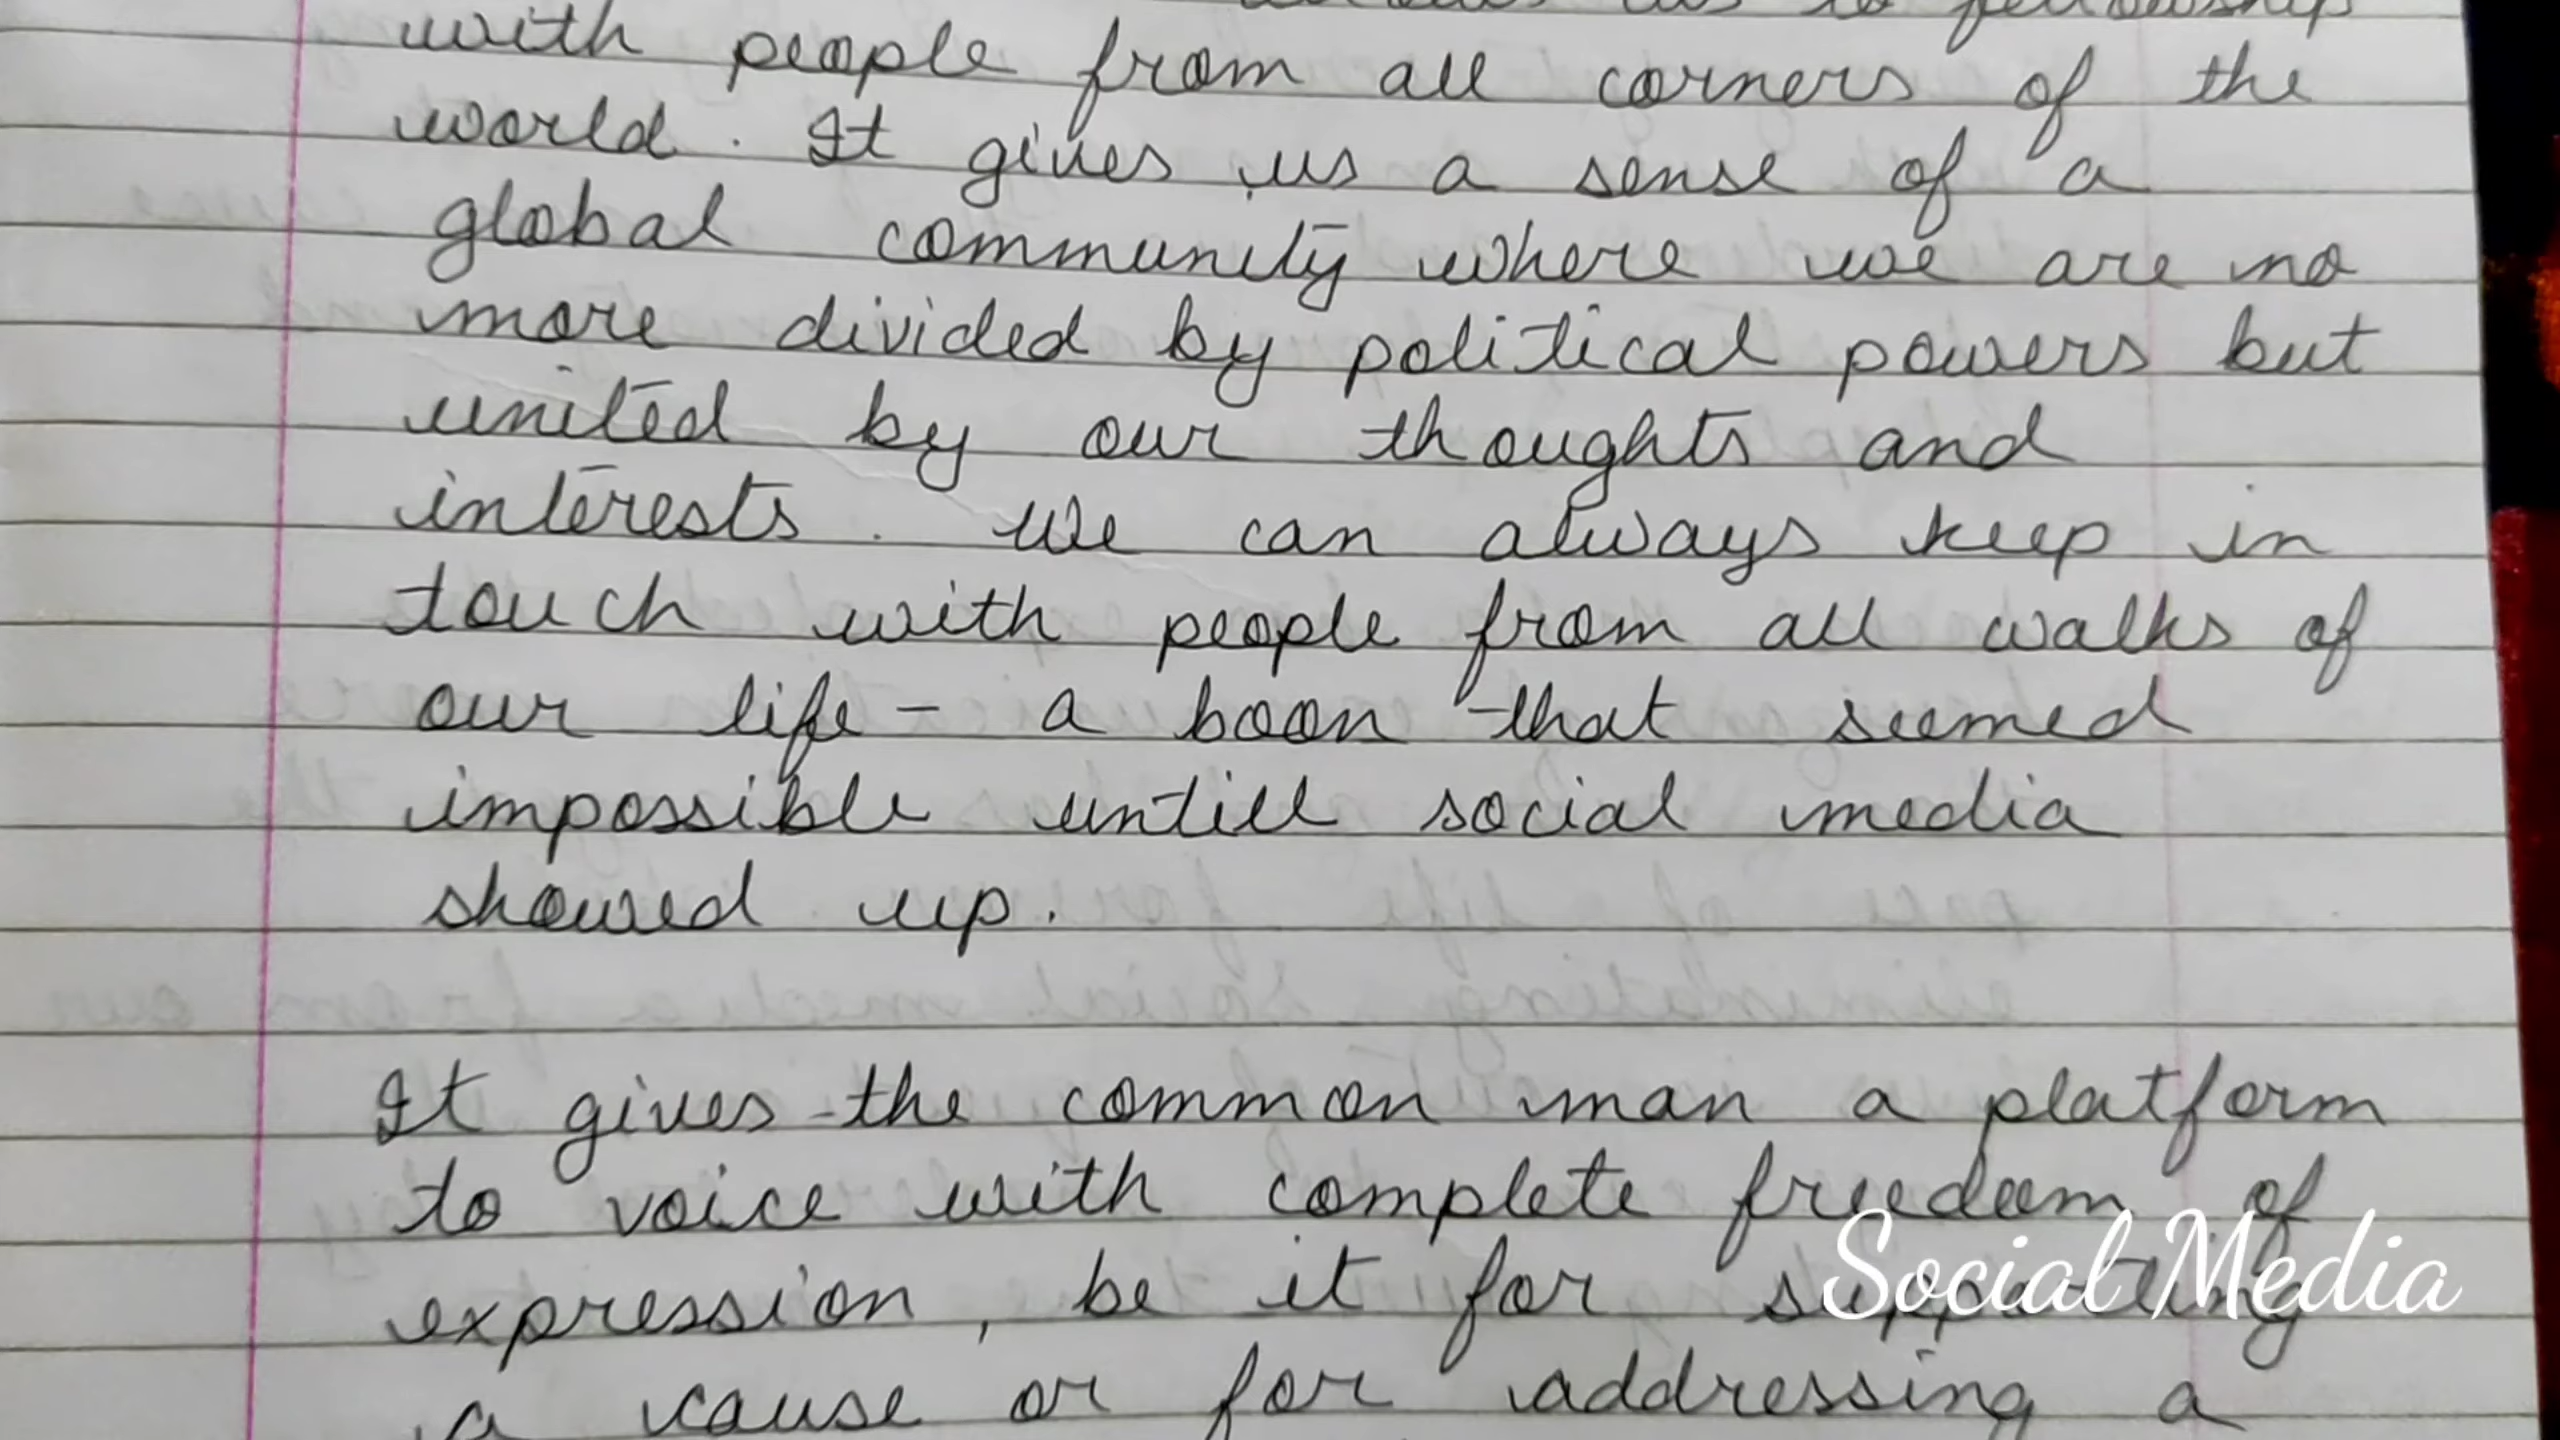 us to fellowship
with people from all corners of the
world. It gives us a sense of a
global community where we are no
more divided by political powers but
united by our thoughts and
interests. We can always keep in
touch with people from all walks of
our life - a boon that seemed
impossible untill social media
showed up.
It gives the common man a platform
to voice with complete freedom of
expression, be it for supporting
a cause or for addressing a
Social Media